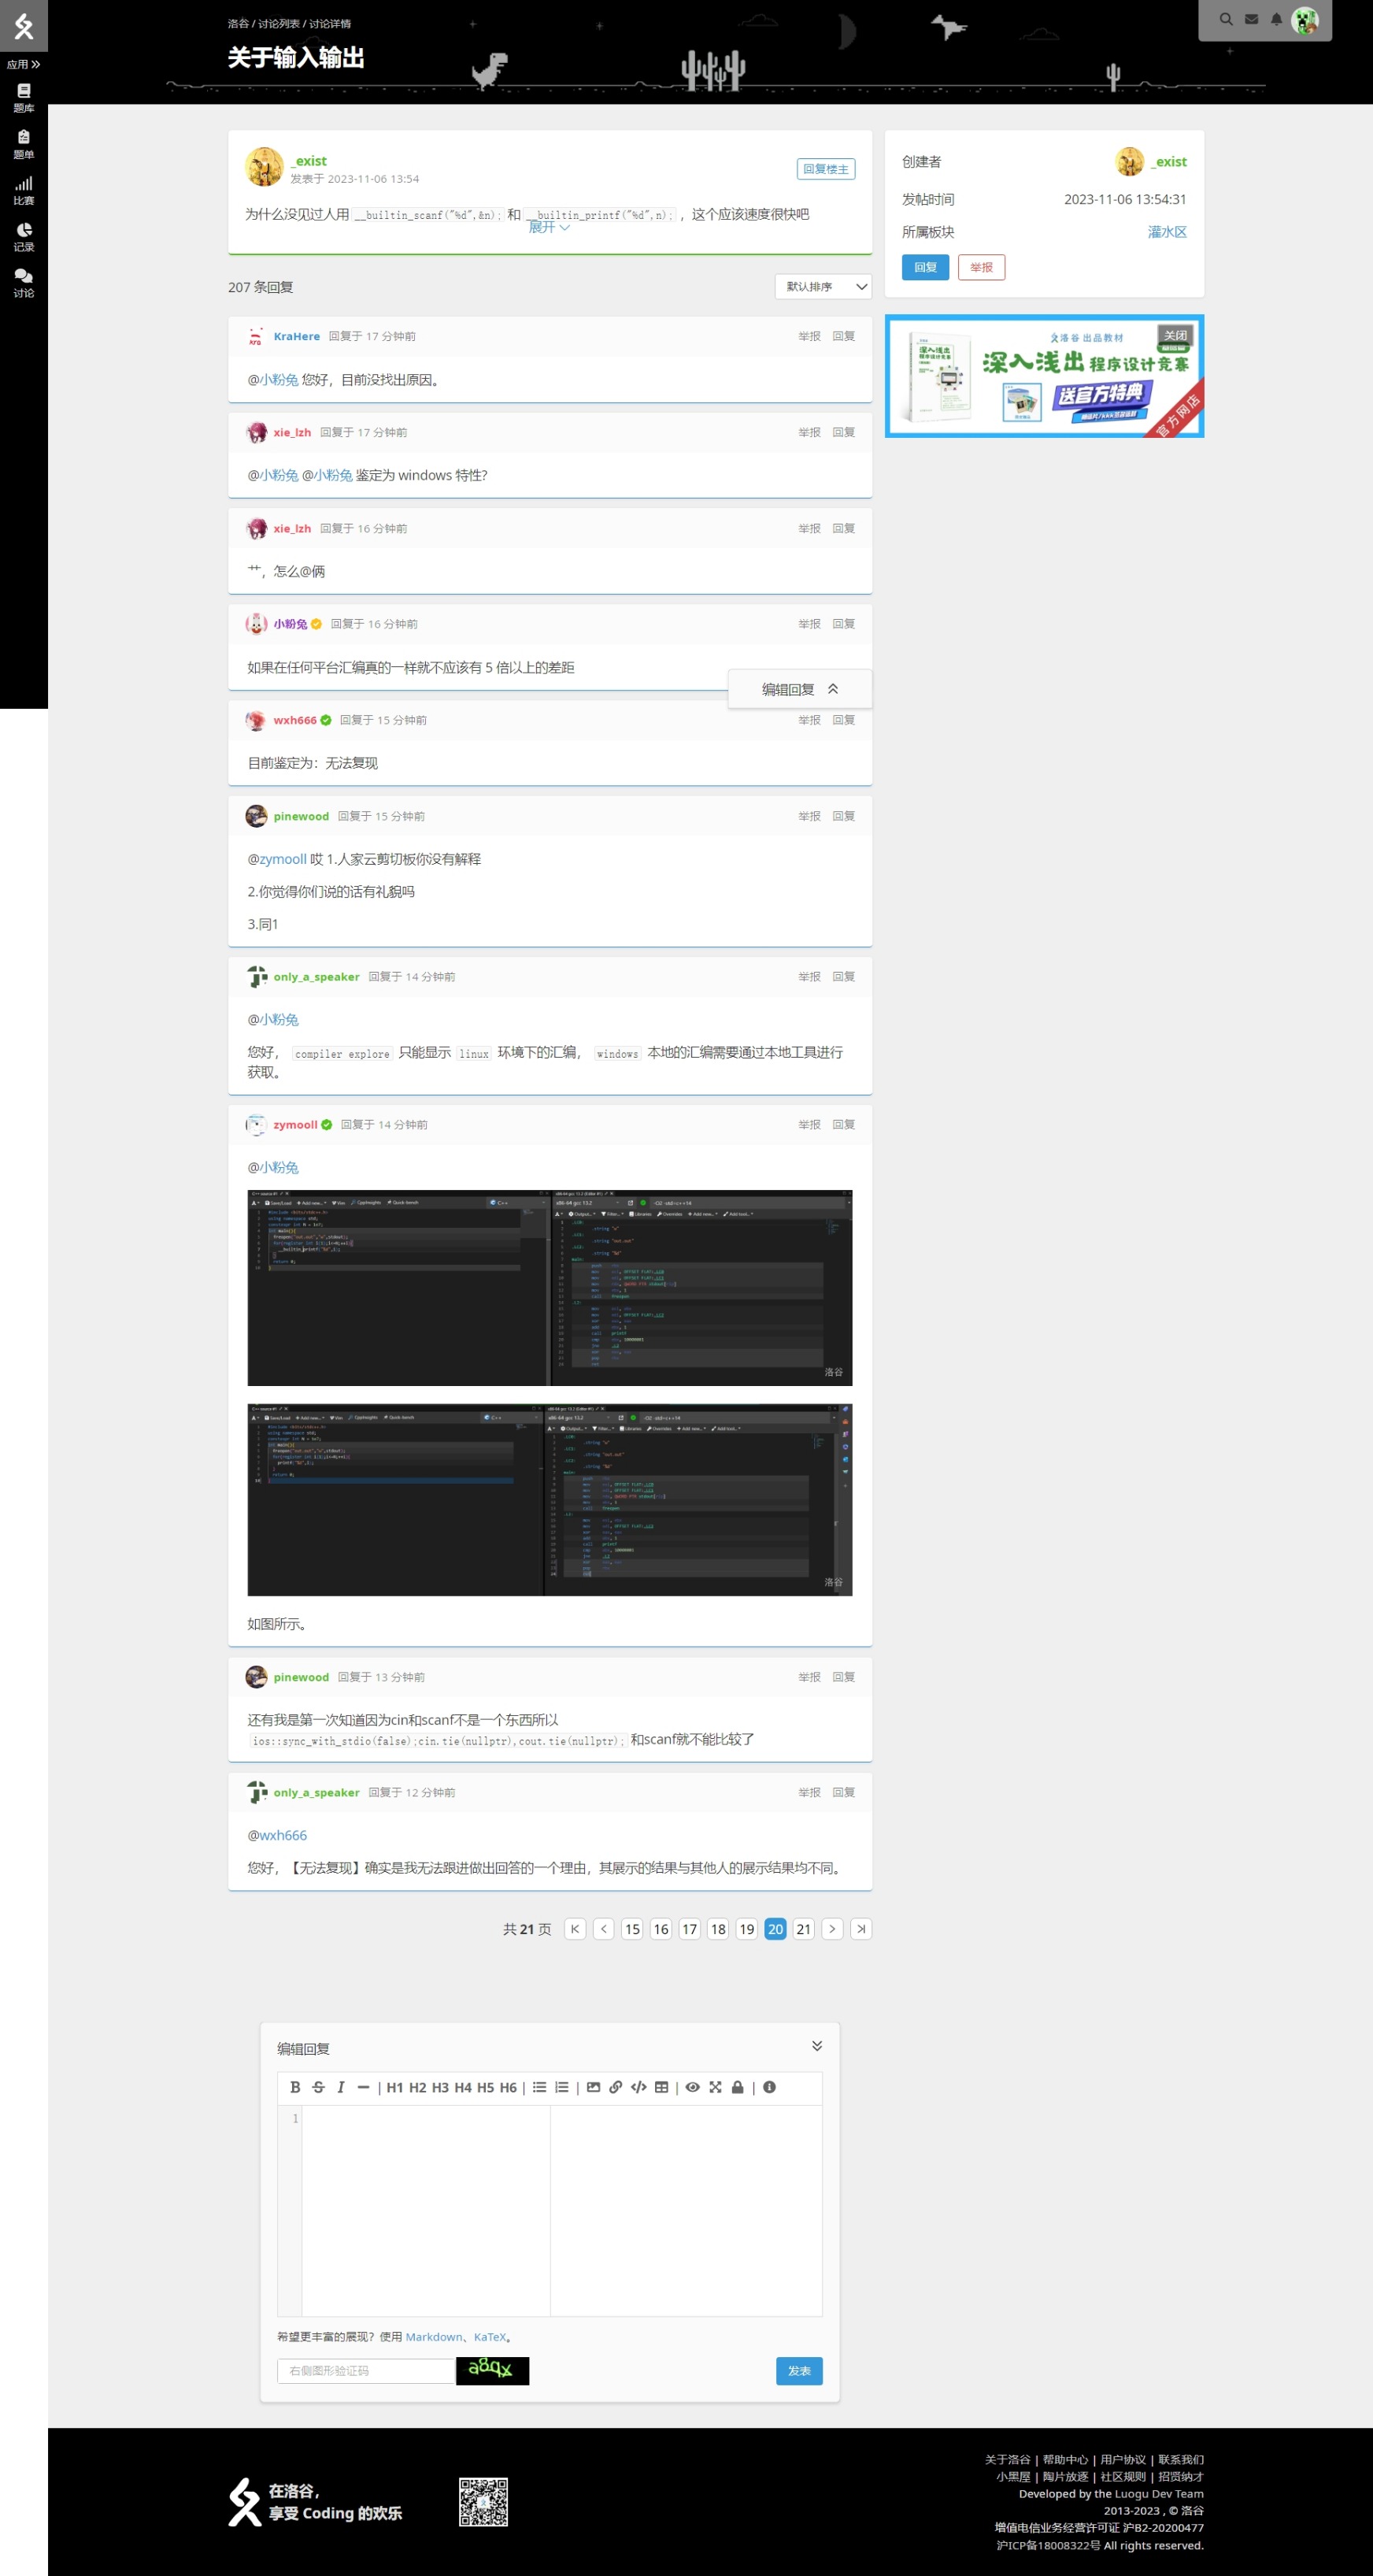 洛谷 / 讨论列表 / 讨论详情
关于输入输出
应用
题库
题单
比赛
记录
讨论
_exist
发表于 2023-11-06 13:54
回复楼主
为什么没见过人用 __builtin_scanf("%d",&n); 和 __builtin_printf("%d",n); ，这个应该速度很快吧
展开
创建者 _exist
发帖时间 2023-11-06 13:54:31
所属板块 灌水区
回复 举报
207 条回复
默认排序
洛谷 出品教材
关闭
深入浅出 程序设计竞赛
送官方特典
官方网店
KraHere 回复于 17 分钟前 举报 回复
@小粉兔 您好，目前没找出原因。
xie_lzh 回复于 17 分钟前 举报 回复
@小粉兔 @小粉兔 鉴定为 windows 特性?
xie_lzh 回复于 16 分钟前 举报 回复
艹，怎么@俩
小粉兔 回复于 16 分钟前 举报 回复
如果在任何平台汇编真的一样就不应该有 5 倍以上的差距
编辑回复
wxh666 回复于 15 分钟前 举报 回复
目前鉴定为：无法复现
pinewood 回复于 15 分钟前 举报 回复
@zymooll 哎 1.人家云剪切板你没有解释
2.你觉得你们说的话有礼貌吗
3.同1
only_a_speaker 回复于 14 分钟前 举报 回复
@小粉兔
您好， compiler explore 只能显示 linux 环境下的汇编， windows 本地的汇编需要通过本地工具进行
获取。
zymooll 回复于 14 分钟前 举报 回复
@小粉兔
洛谷
洛谷
如图所示。
pinewood 回复于 13 分钟前 举报 回复
还有我是第一次知道因为cin和scanf不是一个东西所以
ios::sync_with_stdio(false);cin.tie(nullptr),cout.tie(nullptr); 和scanf就不能比较了
only_a_speaker 回复于 12 分钟前 举报 回复
@wxh666
您好，【无法复现】确实是我无法跟进做出回答的一个理由，其展示的结果与其他人的展示结果均不同。
共 21 页 15 16 17 18 19 20 21
编辑回复
B S I — | H1 H2 H3 H4 H5 H6
1
希望更丰富的展现？使用 Markdown、KaTeX。
右侧图形验证码
a8qx
发表
在洛谷，
享受 Coding 的欢乐
关于洛谷 | 帮助中心 | 用户协议 | 联系我们
小黑屋 | 陶片放逐 | 社区规则 | 招贤纳才
Developed by the Luogu Dev Team
2013-2023 , © 洛谷
增值电信业务经营许可证 沪B2-20200477
沪ICP备18008322号 All rights reserved.